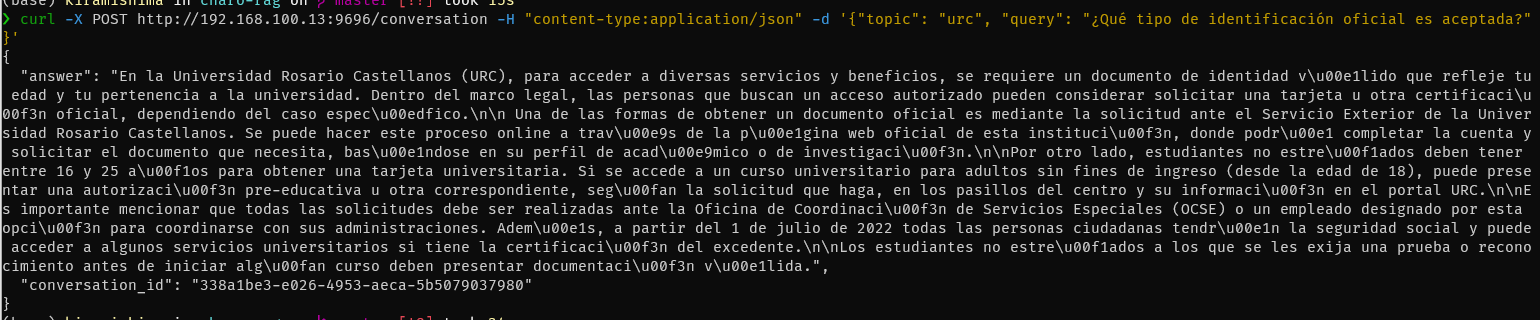 (base) kiramishima in charo-rag on master [!?] took 15s
❯ curl -X POST http://192.168.100.13:9696/conversation -H "content-type:application/json" -d '{"topic": "urc", "query": "¿Qué tipo de identificación oficial es aceptada?"
}'
{
  "answer": "En la Universidad Rosario Castellanos (URC), para acceder a diversas servicios y beneficios, se requiere un documento de identidad v\u00e1lido que refleje tu
 edad y tu pertenencia a la universidad. Dentro del marco legal, las personas que buscan un acceso autorizado pueden considerar solicitar una tarjeta u otra certificaci\u
00f3n oficial, dependiendo del caso espec\u00edfico.\n\n Una de las formas de obtener un documento oficial es mediante la solicitud ante el Servicio Exterior de la Univer
sidad Rosario Castellanos. Se puede hacer este proceso online a trav\u00e9s de la p\u00e1gina web oficial de esta instituci\u00f3n, donde podr\u00e1 completar la cuenta y
 solicitar el documento que necesita, bas\u00e1ndose en su perfil de acad\u00e9mico o de investigaci\u00f3n.\n\nPor otro lado, estudiantes no estre\u00f1ados deben tener
entre 16 y 25 a\u00f1os para obtener una tarjeta universitaria. Si se accede a un curso universitario para adultos sin fines de ingreso (desde la edad de 18), puede prese
ntar una autorizaci\u00f3n pre-educativa u otra correspondiente, seg\u00fan la solicitud que haga, en los pasillos del centro y su informaci\u00f3n en el portal URC.\n\nE
s importante mencionar que todas las solicitudes debe ser realizadas ante la Oficina de Coordinaci\u00f3n de Servicios Especiales (OCSE) o un empleado designado por esta
opci\u00f3n para coordinarse con sus administraciones. Adem\u00e1s, a partir del 1 de julio de 2022 todas las personas ciudadanas tendr\u00e1n la seguridad social y puede
 acceder a algunos servicios universitarios si tiene la certificaci\u00f3n del excedente.\n\nLos estudiantes no estre\u00f1ados a los que se les exija una prueba o recono
cimiento antes de iniciar alg\u00fan curso deben presentar documentaci\u00f3n v\u00e1lida.",
  "conversation_id": "338a1be3-e026-4953-aeca-5b5079037980"
}